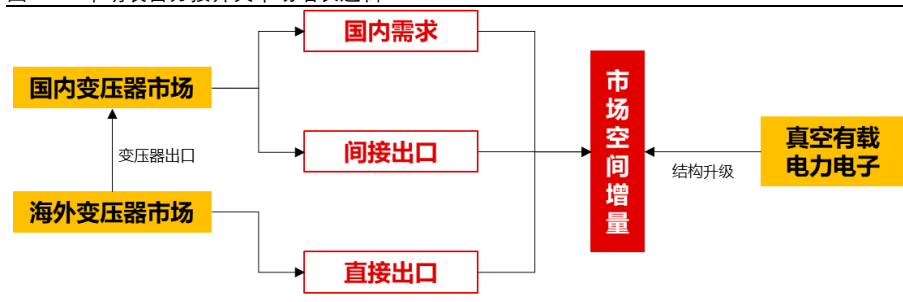 国内需求
国内变压器市场
变压器出口
间接出口
海外变压器市场
直接出口
市
场
空
间
增
量
结构升级
真空有载
电力电子